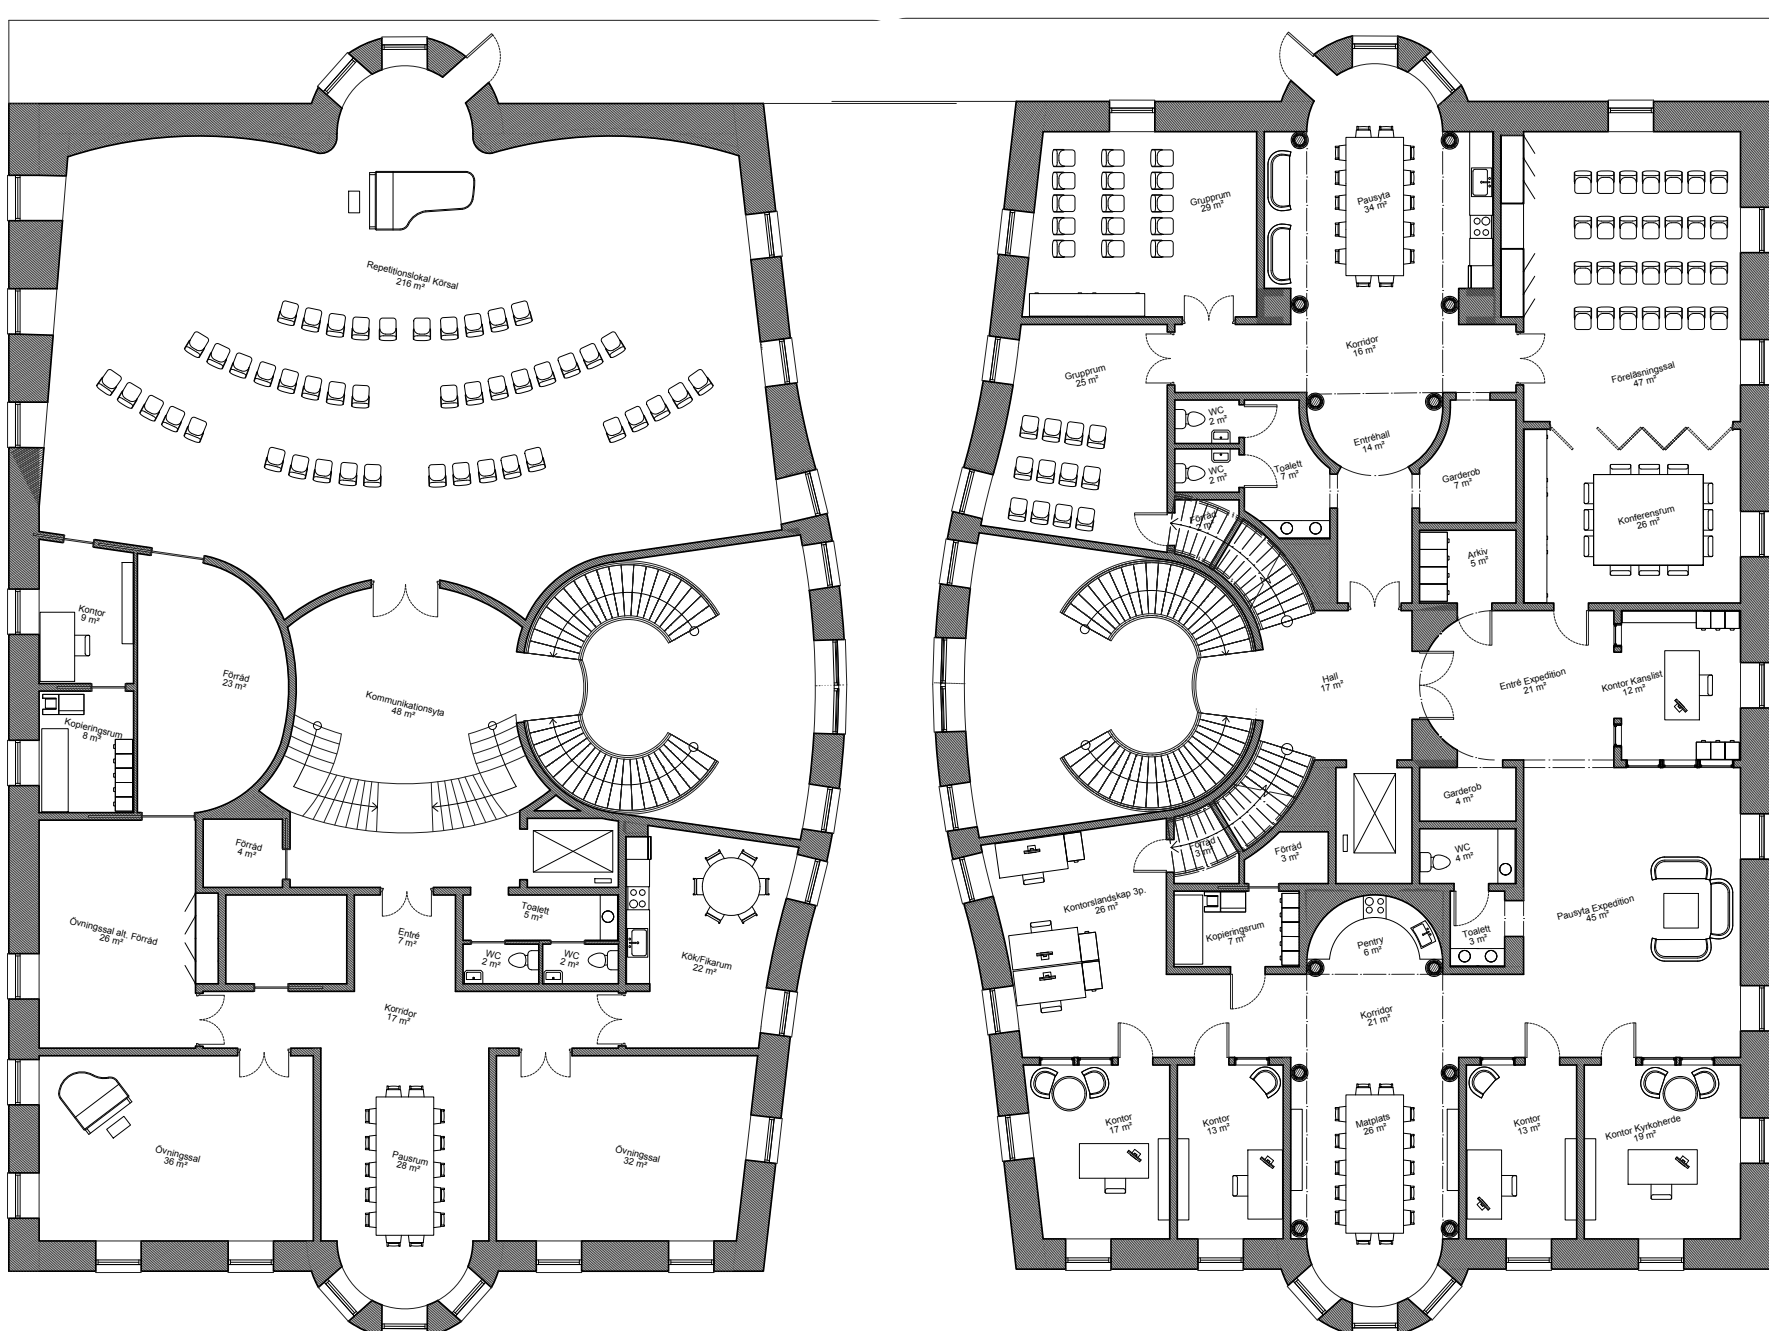 Repetitionslokal Körsal
216 m²
Kontor
9 m²
Förråd
23 m²
Kopieringsrum
8 m²
Kommunikationsyta
48 m²
Förråd
4 m²
Övningssal alt. Förråd
26 m²
Entré
7 m²
Toalett
5 m²
WC
2 m²
WC
2 m²
Kök/Fikarum
22 m²
Korridor
17 m²
Övningssal
36 m²
Pausrum
28 m²
Övningssal
32 m²
Grupprum
29 m²
Pausyta
34 m²
Korridor
16 m²
Grupprum
25 m²
Föreläsningssal
47 m²
WC
2 m²
WC
2 m²
Toalett
7 m²
Entréhall
14 m²
Garderob
7 m²
Förråd
2 m²
Konferensrum
26 m²
Arkiv
5 m²
Hall
17 m²
Entré Expedition
21 m²
Kontor Kanslist
12 m²
Garderob
4 m²
Förråd
3 m²
Förråd
3 m²
WC
4 m²
Kontorslandskap 3p.
26 m²
Kopieringsrum
7 m²
Pentry
6 m²
Toalett
3 m²
Pausyta Expedition
45 m²
Korridor
21 m²
Kontor
17 m²
Kontor
13 m²
Matplats
26 m²
Kontor
13 m²
Kontor Kyrkoherde
19 m²